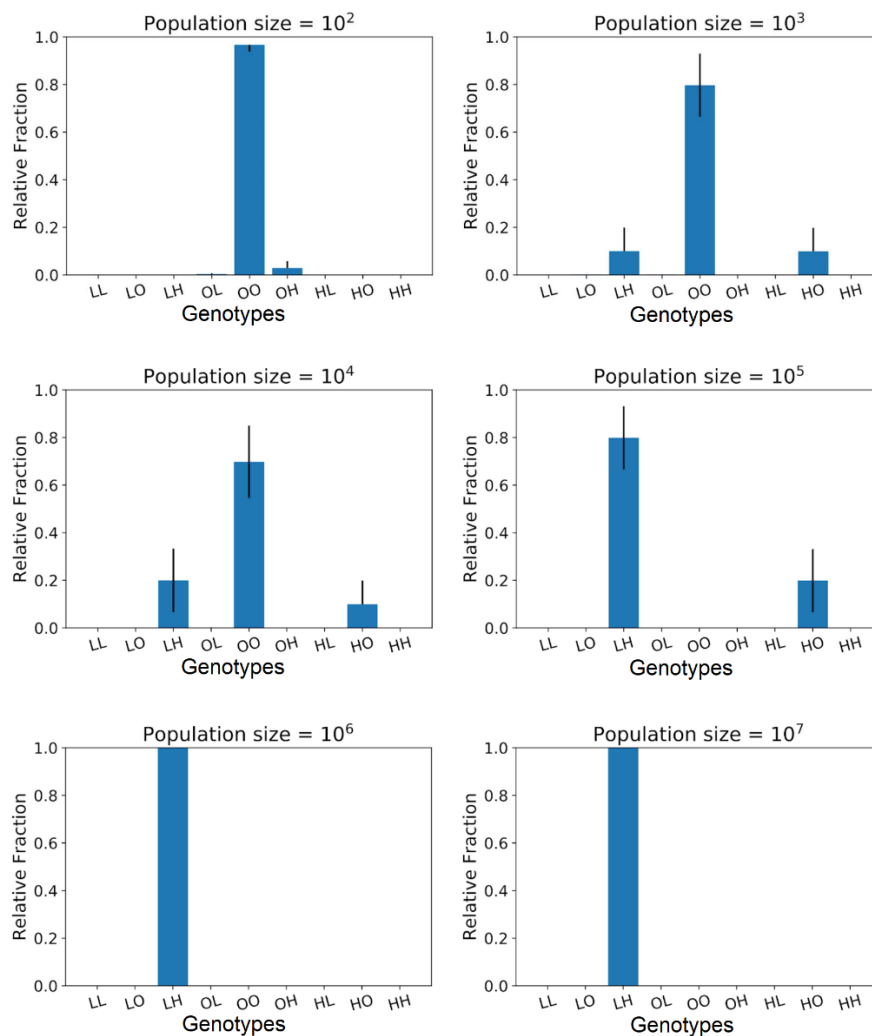 Population size = 10²
Relative Fraction
1.0
0.8
0.6
0.4
0.2
0.0
LL LO LH OL OO OH HL HO HH
Genotypes
Population size = 10³
Relative Fraction
1.0
0.8
0.6
0.4
0.2
0.0
LL LO LH OL OO OH HL HO HH
Genotypes
Population size = 10⁴
Relative Fraction
1.0
0.8
0.6
0.4
0.2
0.0
LL LO LH OL OO OH HL HO HH
Genotypes
Population size = 10⁵
Relative Fraction
1.0
0.8
0.6
0.4
0.2
0.0
LL LO LH OL OO OH HL HO HH
Genotypes
Population size = 10⁶
Relative Fraction
1.0
0.8
0.6
0.4
0.2
0.0
LL LO LH OL OO OH HL HO HH
Genotypes
Population size = 10⁷
Relative Fraction
1.0
0.8
0.6
0.4
0.2
0.0
LL LO LH OL OO OH HL HO HH
Genotypes